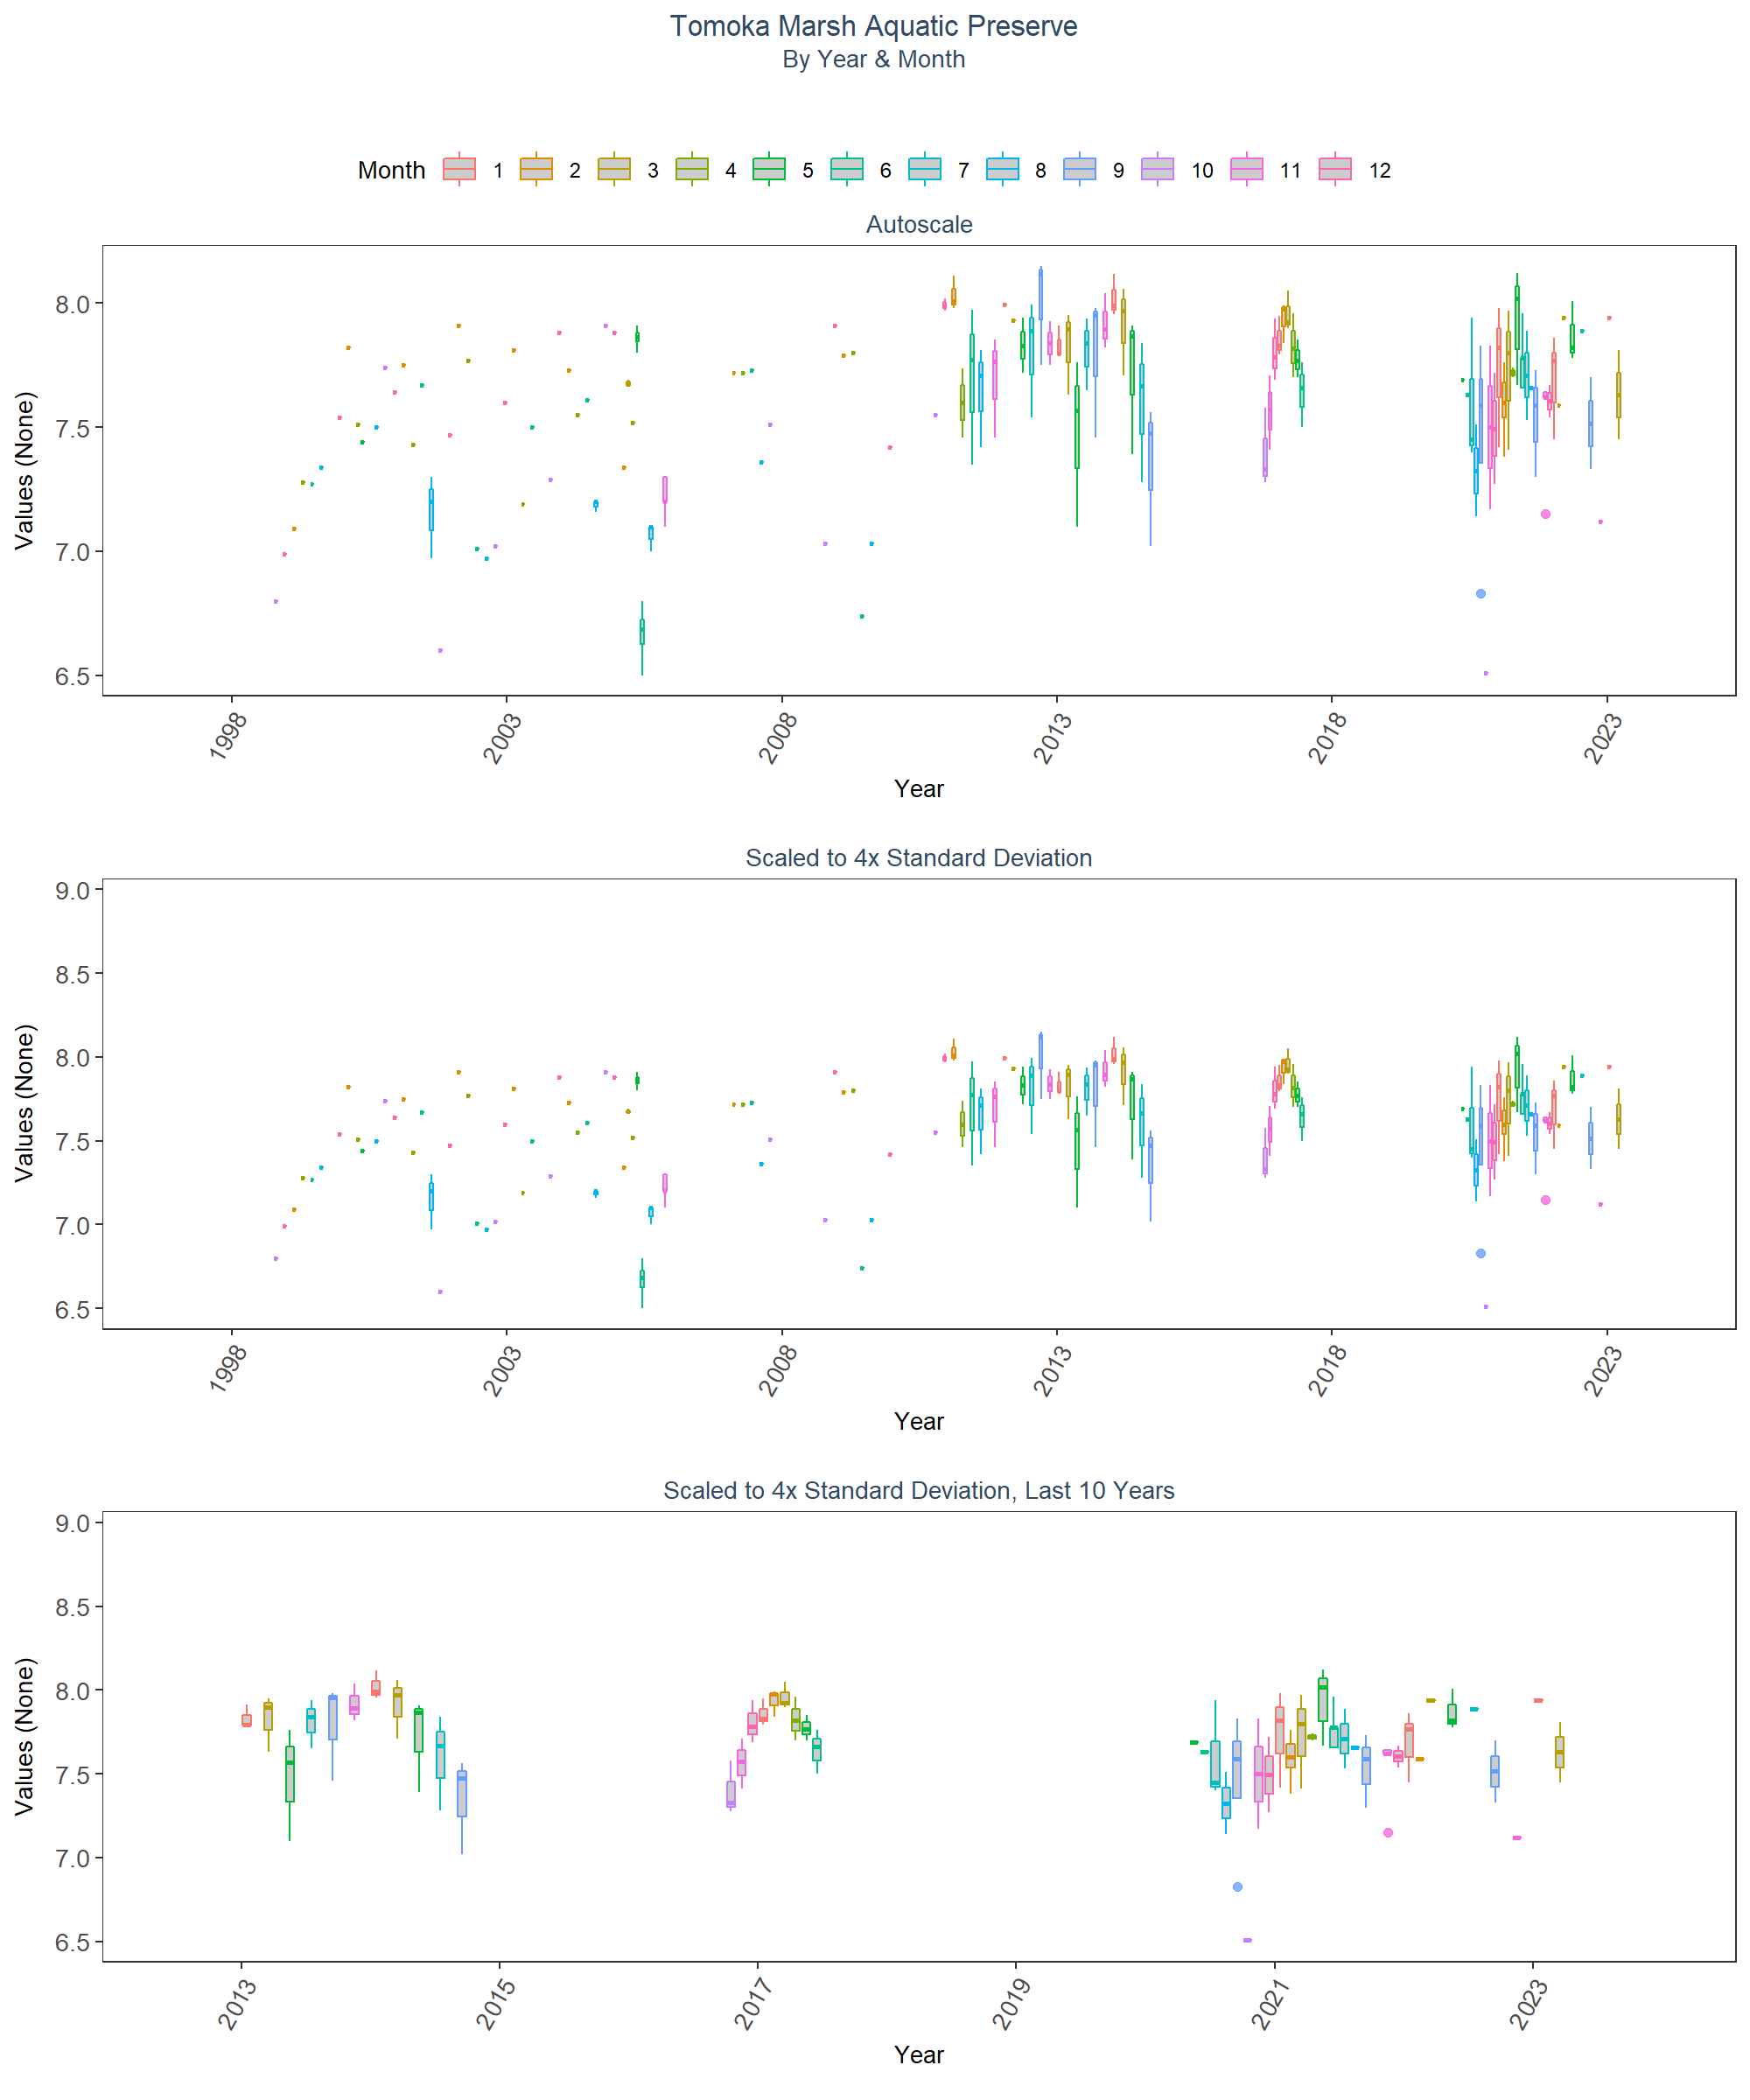 Tomoka Marsh Aquatic Preserve
By Year & Month
Month 1 2 3 4 5 6 7 8 9 10 11 12
Autoscale
8.0
7.5
7.0
6.5
Values (None)
1998 2003 2008 2013 2018 2023
Year
Scaled to 4x Standard Deviation
9.0
8.5
8.0
7.5
7.0
6.5
Values (None)
1998 2003 2008 2013 2018 2023
Year
Scaled to 4x Standard Deviation, Last 10 Years
9.0
8.5
8.0
7.5
7.0
6.5
Values (None)
2013 2015 2017 2019 2021 2023
Year